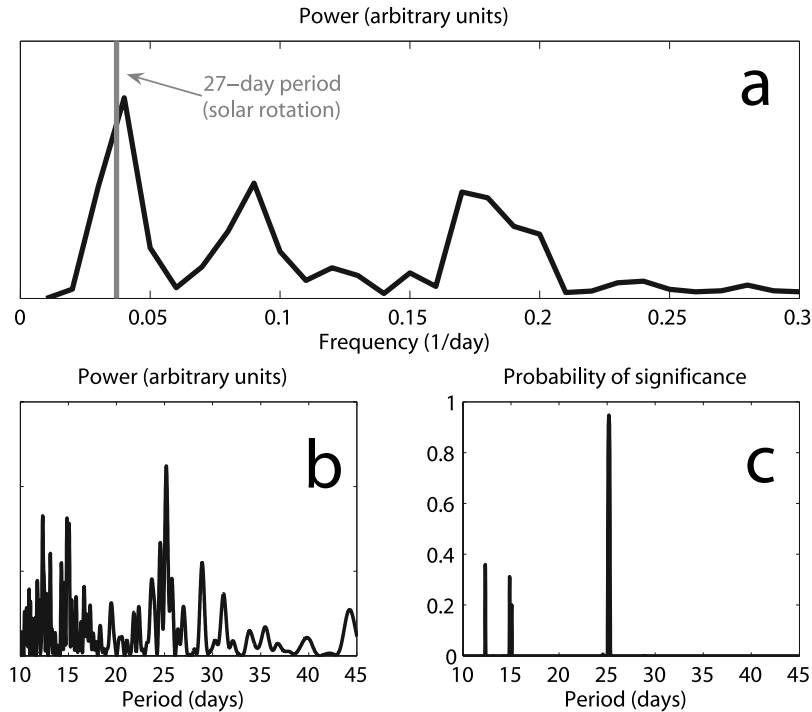 Power (arbitrary units)
27−day period
(solar rotation)
a
0 0.05 0.1 0.15 0.2 0.25 0.3
Frequency (1/day)
Power (arbitrary units)
b
10 15 20 25 30 35 40 45
Period (days)
Probability of significance
1
0.8
0.6
0.4
0.2
0
c
10 15 20 25 30 35 40 45
Period (days)